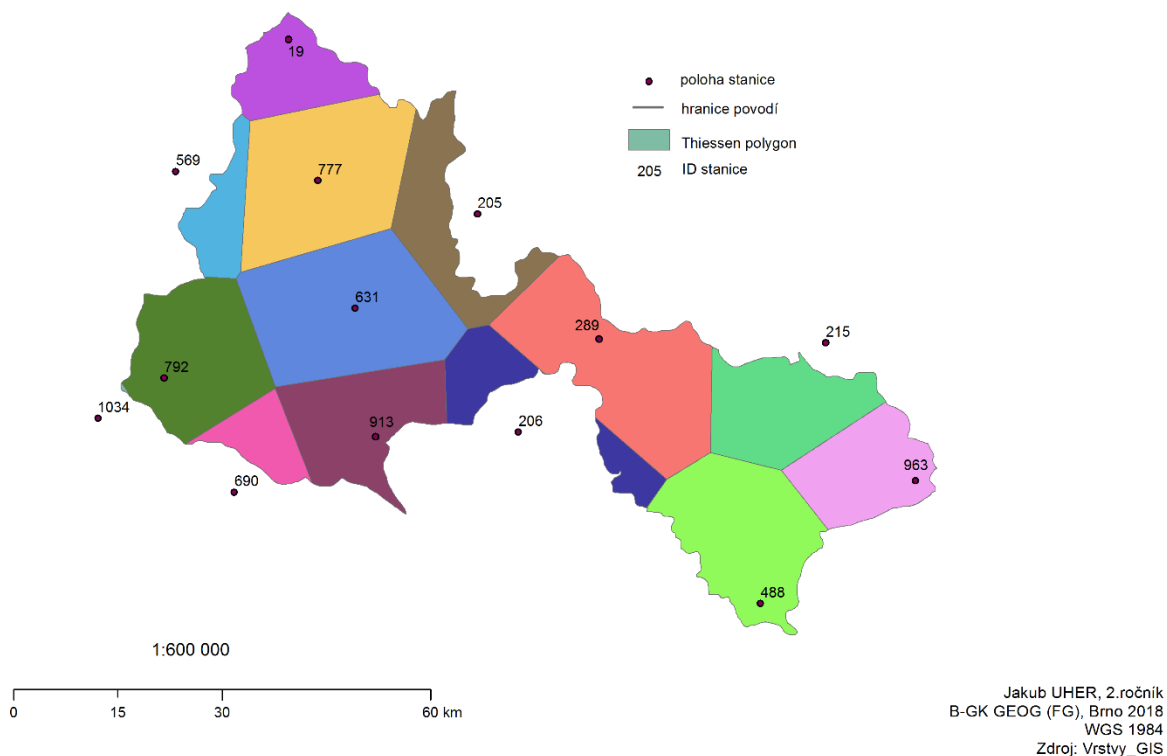 19
poloha stanice
hranice povodí
Thiessen polygon
205 ID stanice
569
777
205
631
289
215
792
1034
913
206
690
963
488
1:600 000
0 15 30 60 km
Jakub UHER, 2.ročník
B-GK GEOG (FG), Brno 2018
WGS 1984
Zdroj: Vrstvy_GIS